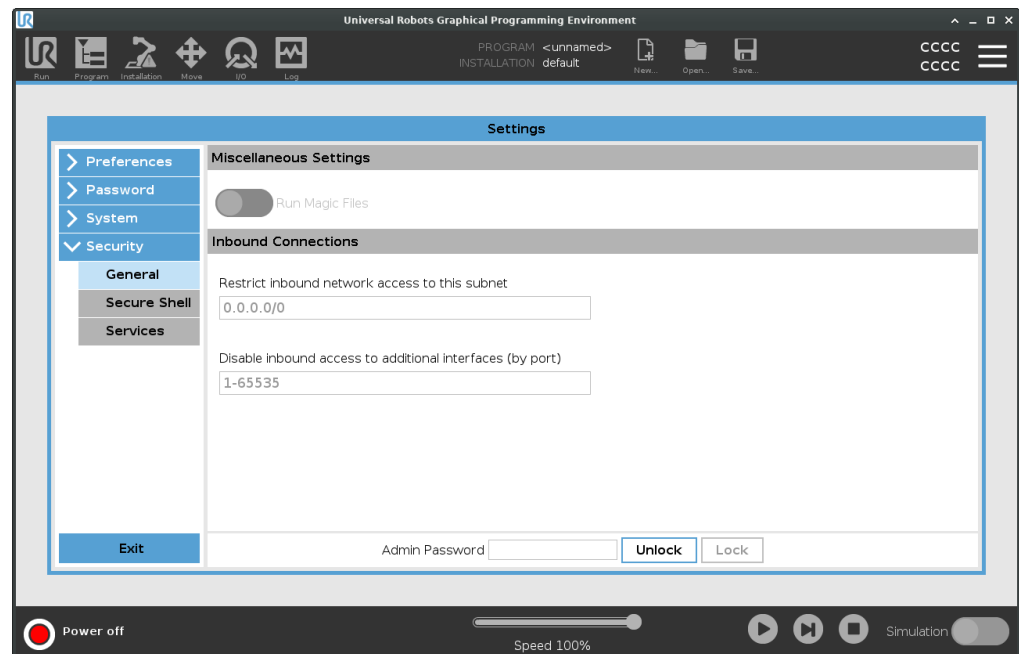 UR
Universal Robots Graphical Programming Environment
UR
Run
Program
Installation
Move
I/O
Log
PROGRAM <unnamed>
INSTALLATION default
New...
Open...
Save...
CCCC
CCCC
Settings
Preferences
Password
System
Security
General
Secure Shell
Services
Exit
Miscellaneous Settings
Run Magic Files
Inbound Connections
Restrict inbound network access to this subnet
0.0.0.0/0
Disable inbound access to additional interfaces (by port)
1-65535
Admin Password
Unlock
Lock
Power off
Speed 100%
Simulation